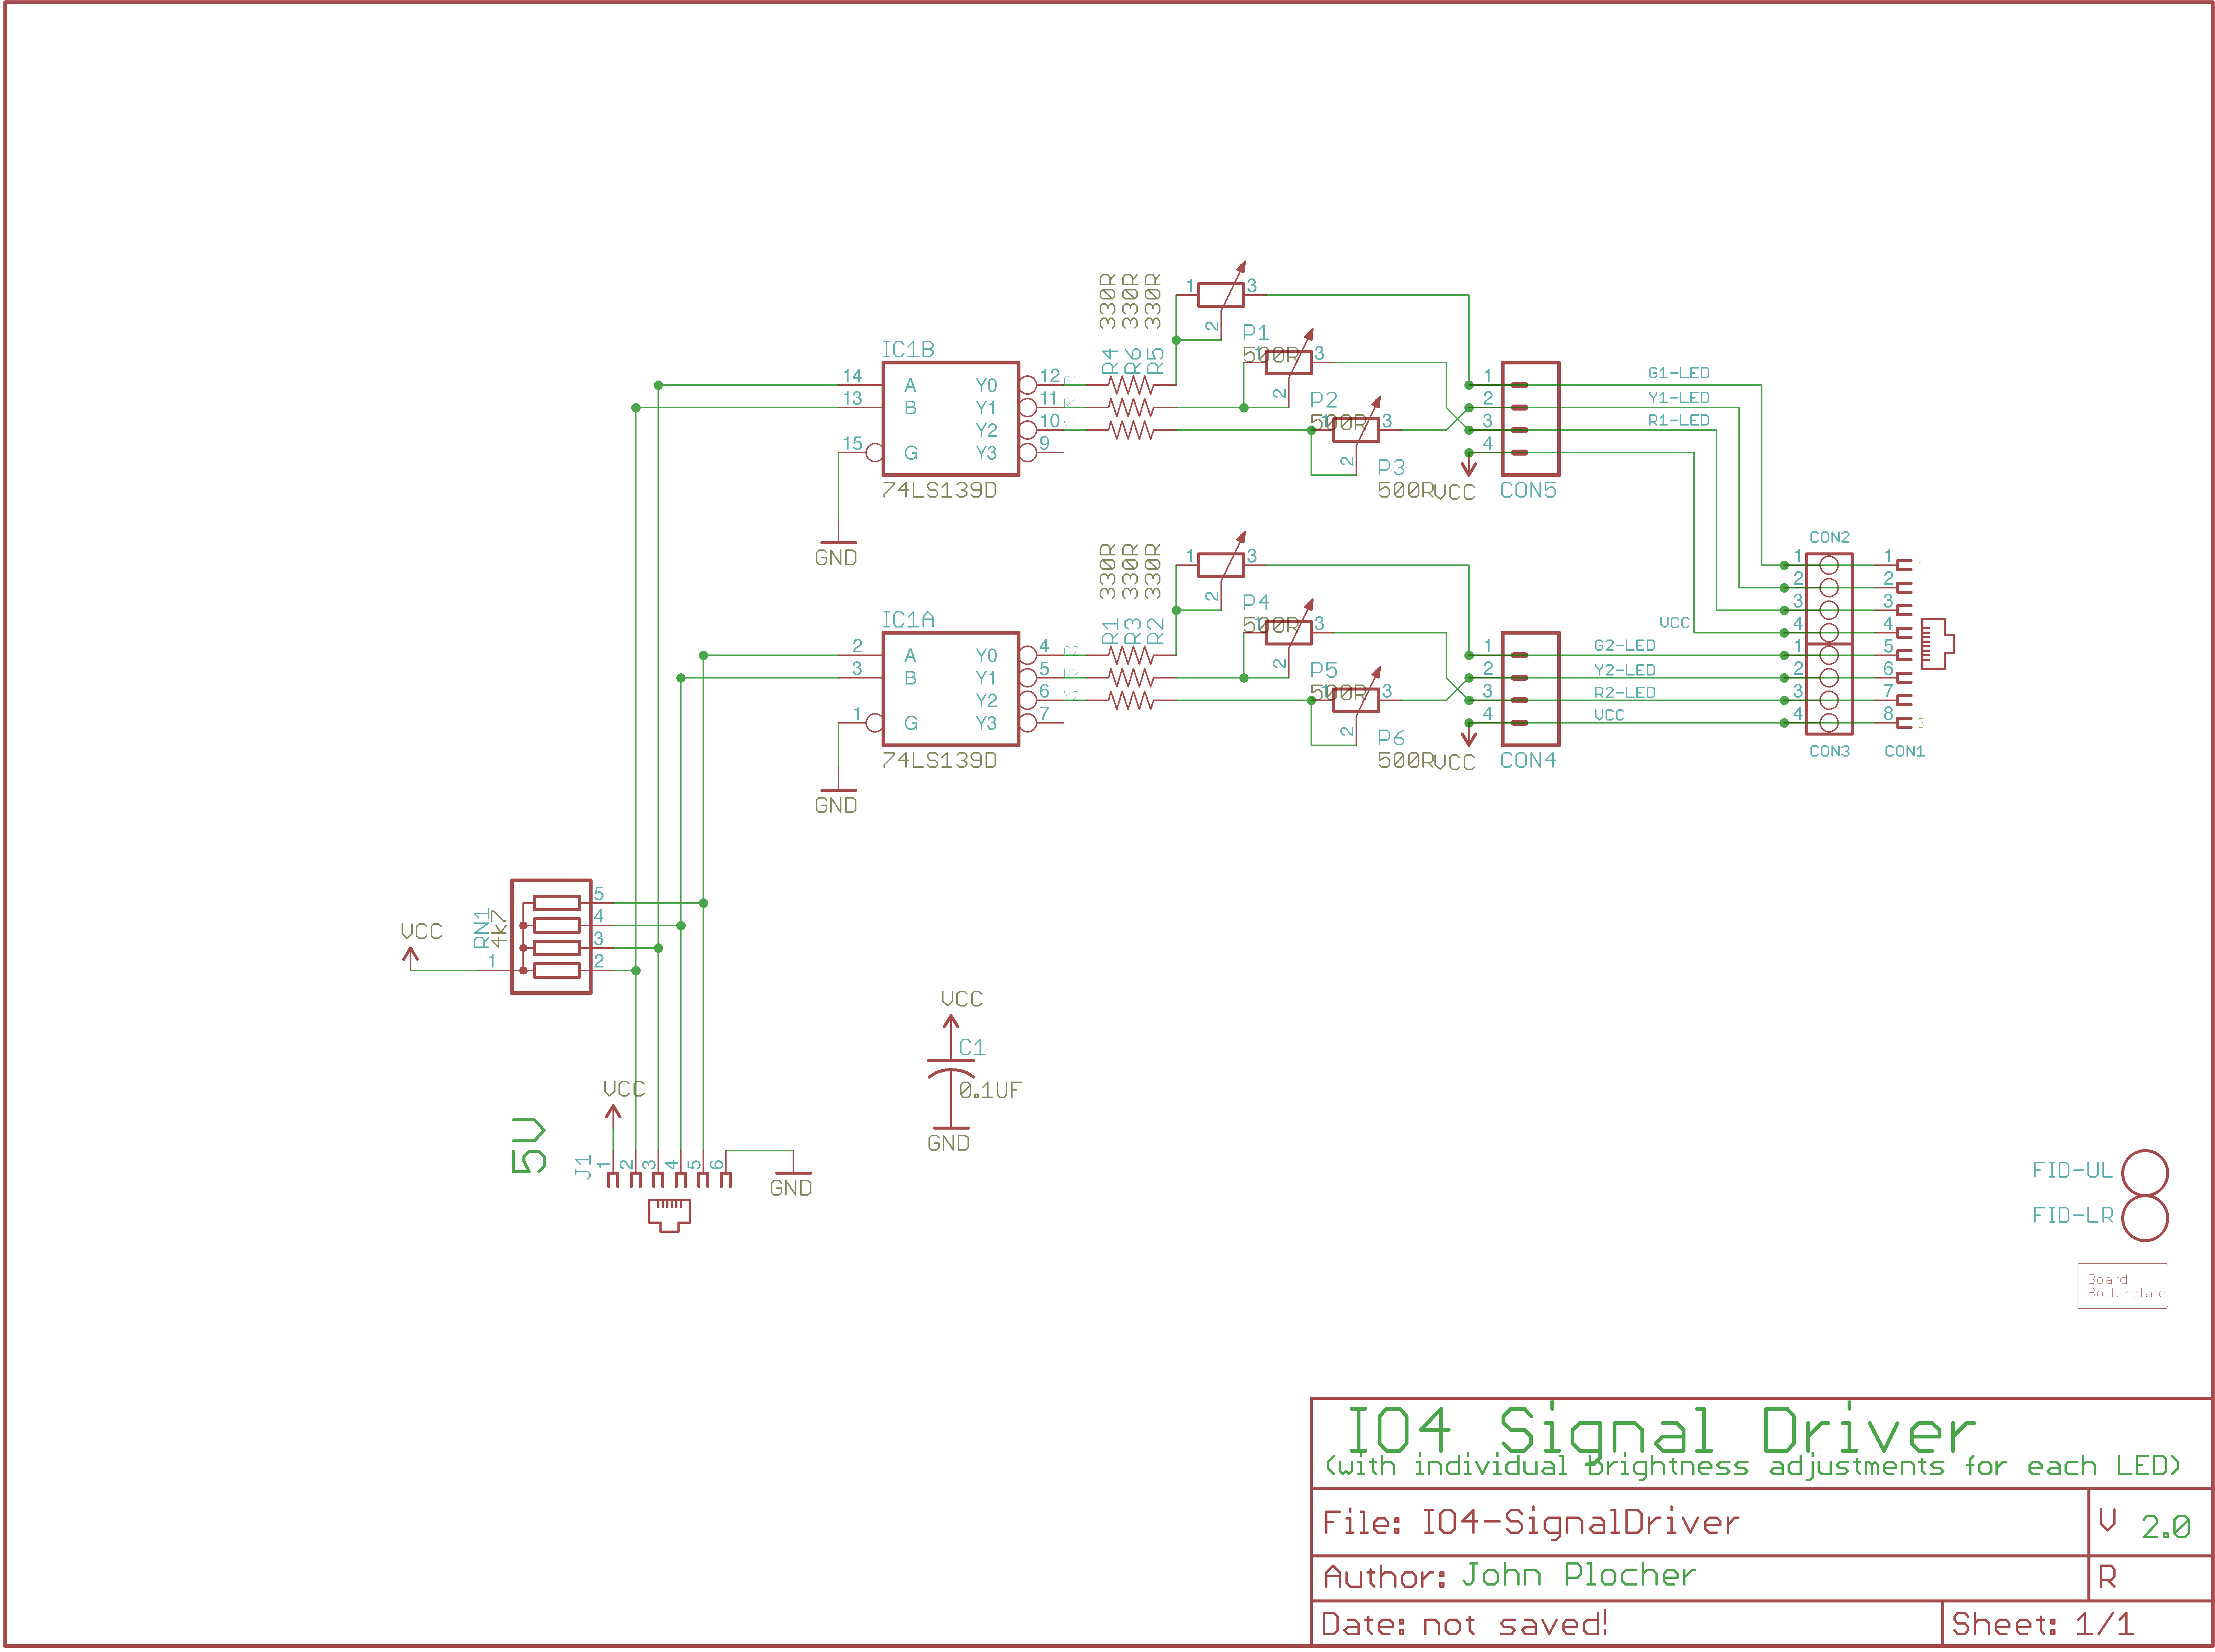 330R
330R
330R
1
3
2
P1
500R
1
3
2
P2
500R
1
3
2
P3
500R
R4
R6
R5
IC1B
14
13
15
A
B
G
Y0
Y1
Y2
Y3
12
11
10
9
G1
R1
Y1
74LS139D
GND
1
2
3
4
VCC
CON5
G1-LED
Y1-LED
R1-LED
330R
330R
330R
1
3
2
P4
500R
1
3
2
P5
500R
1
3
2
P6
500R
R1
R3
R2
IC1A
2
3
1
A
B
G
Y0
Y1
Y2
Y3
4
5
6
7
G2
R2
Y2
74LS139D
GND
1
2
3
4
VCC
CON4
VCC
G2-LED
Y2-LED
R2-LED
VCC
CON2
1
2
3
4
1
2
3
4
CON3
1
2
3
4
5
6
7
8
1
8
CON1
VCC
RN1
4k7
1
5
4
3
2
VCC
C1
0.1UF
GND
5V
VCC
J1
1
2
3
4
5
6
GND
FID-UL
FID-LR
Board
Boilerplate
IO4 Signal Driver
(with individual brightness adjustments for each LED)
File: IO4-SignalDriver
V 2.0
Author: John Plocher
R
Date: not saved!
Sheet: 1/1